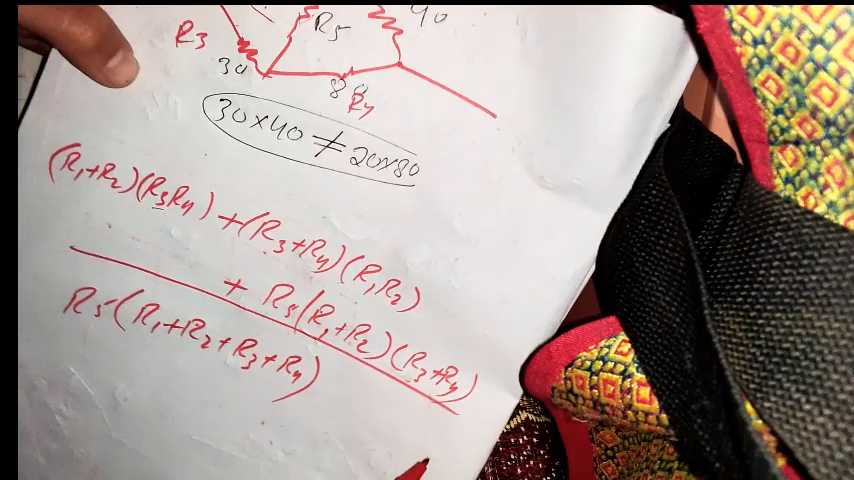 R5
40
R3
30
80
R4
30×40 ≠ 20×80
(R1+R2)(R3R4) + (R3+R4)(R1R2)
+ R5(R1+R2)(R3+R4)
R5(R1+R2+R3+R4)